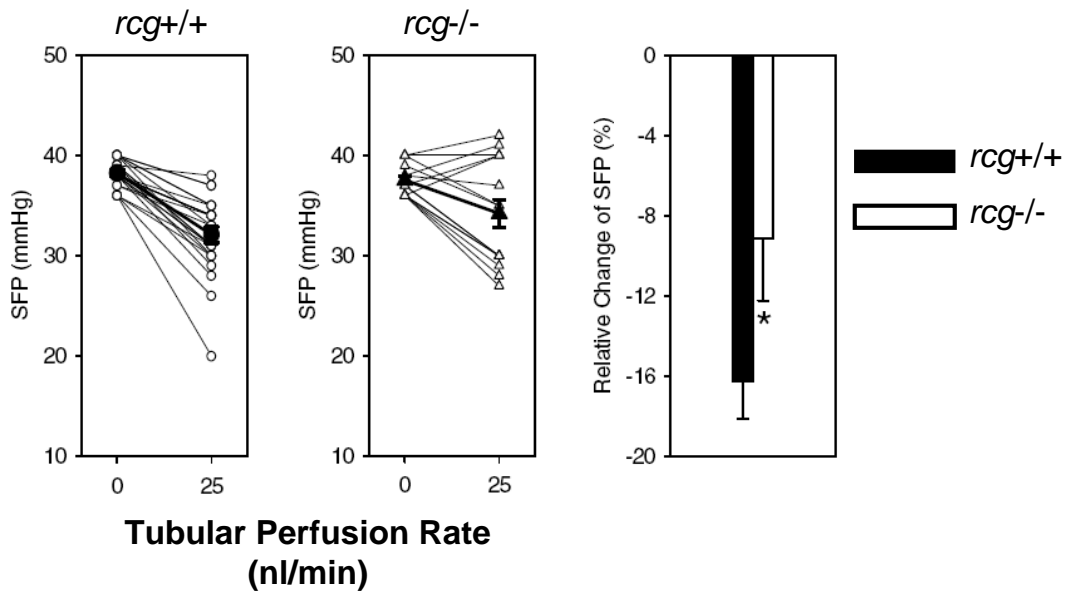 rcg+/+
rcg-/-
50
40
30
20
10
SFP (mmHg)
0
25
50
40
30
20
10
SFP (mmHg)
0
25
Tubular Perfusion Rate
(nl/min)
0
-4
-8
-12
-16
-20
Relative Change of SFP (%)
*
rcg+/+
rcg-/-